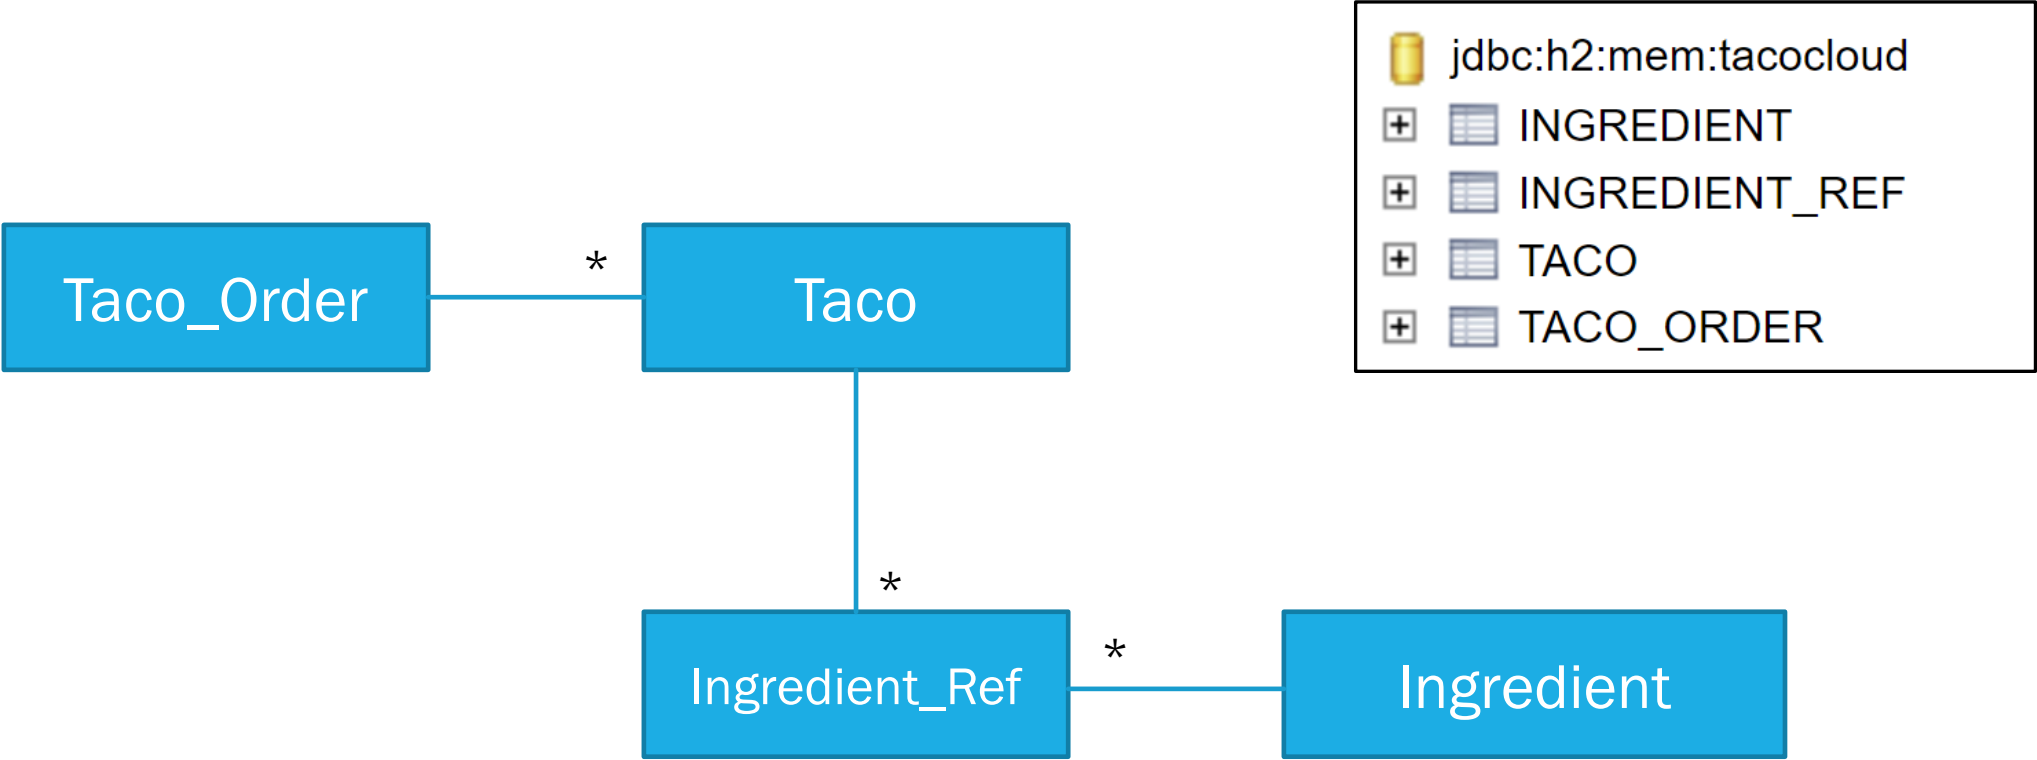 jdbc:h2:mem:tacocloud
INGREDIENT
INGREDIENT_REF
TACO
TACO_ORDER
Taco_Order
*
Taco
*
Ingredient_Ref
*
Ingredient